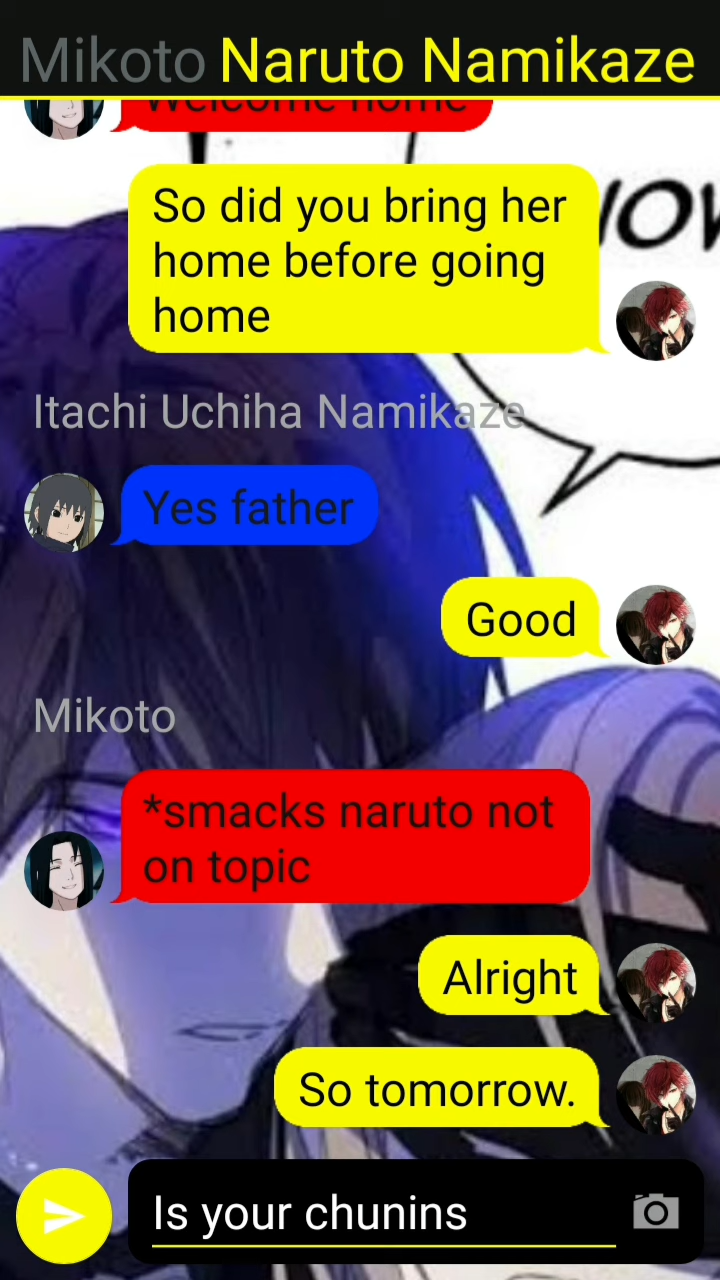 Mikoto Naruto Namikaze
Welcome home
So did you bring her
home before going
home
Itachi Uchiha Namikaze
Yes father
Good
Mikoto
*smacks naruto not
on topic
Alright
So tomorrow.
Is your chunins